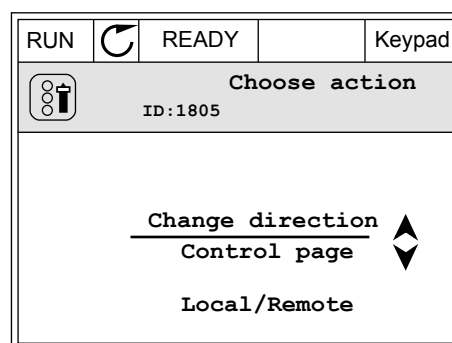 RUN READY Keypad
Choose action
ID:1805
Change direction
Control page
Local/Remote